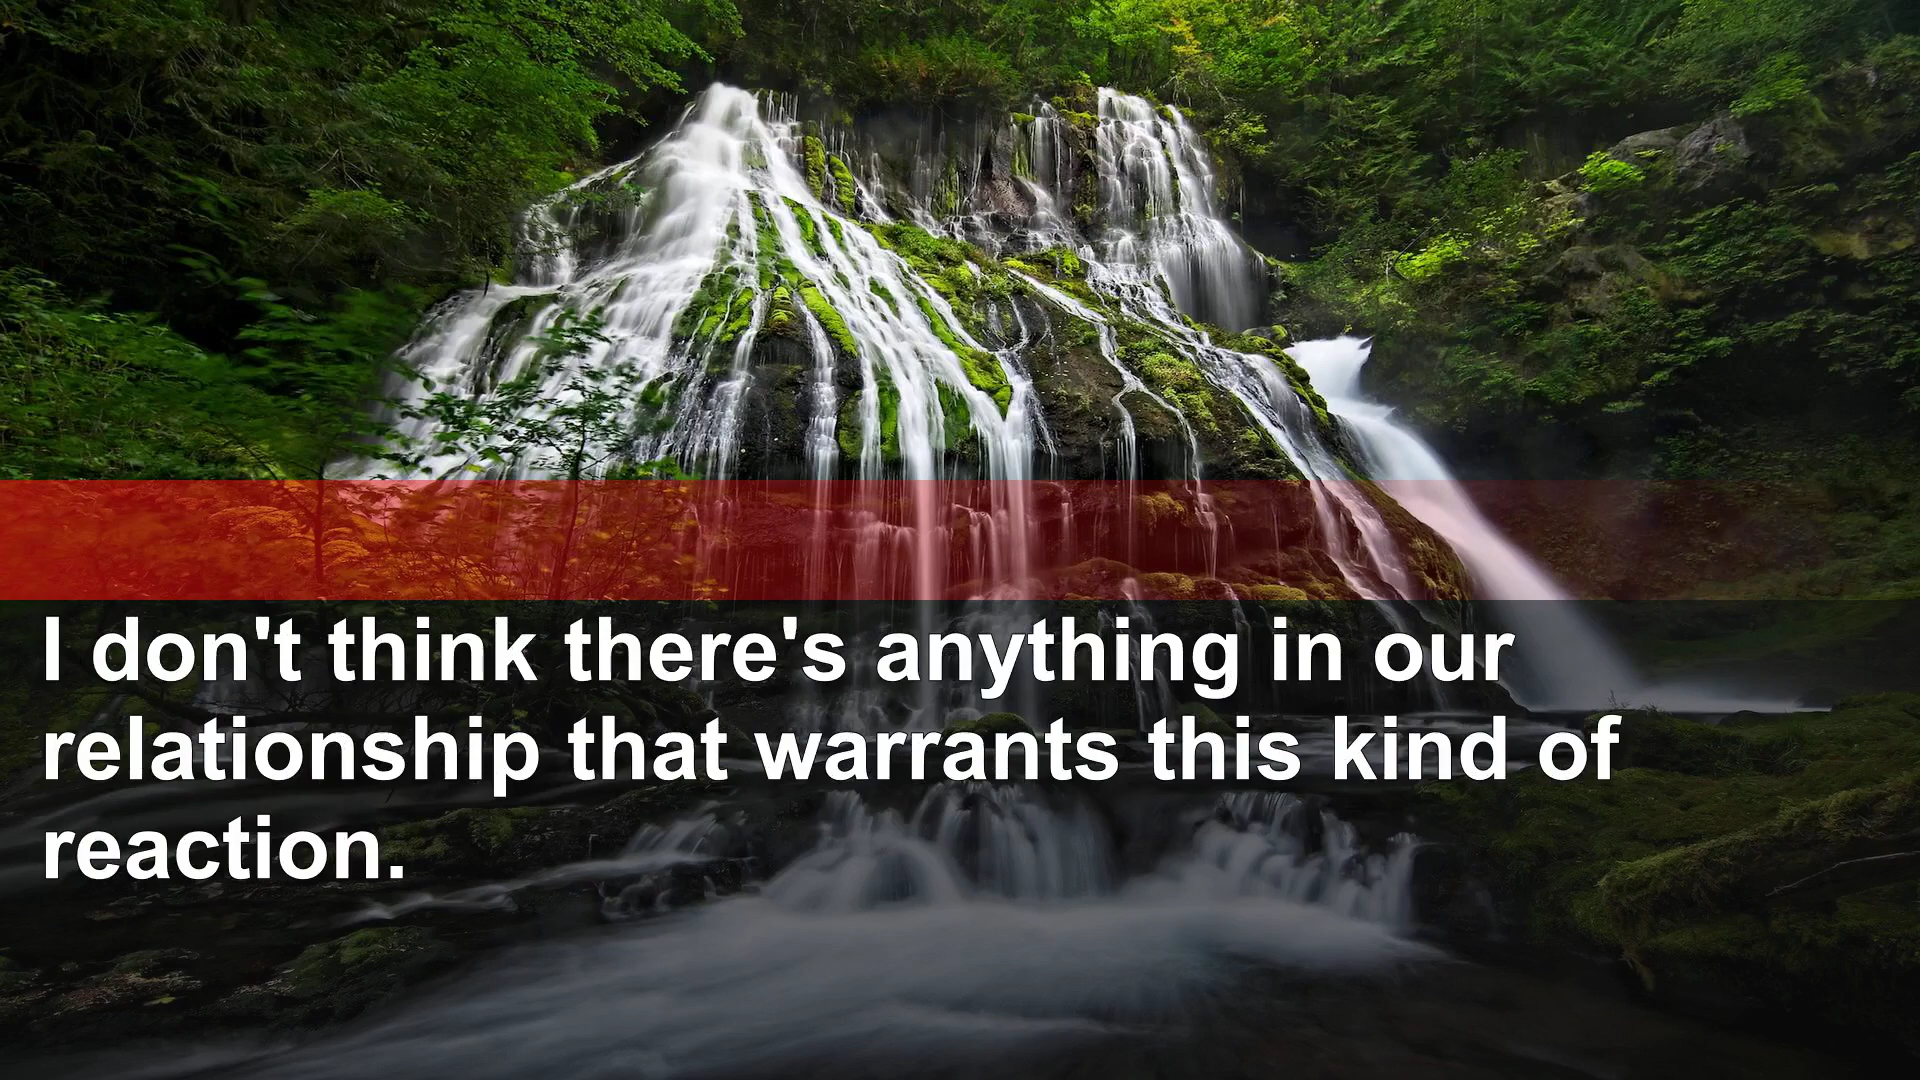 I don't think there's anything in our
relationship that warrants this kind of
reaction.